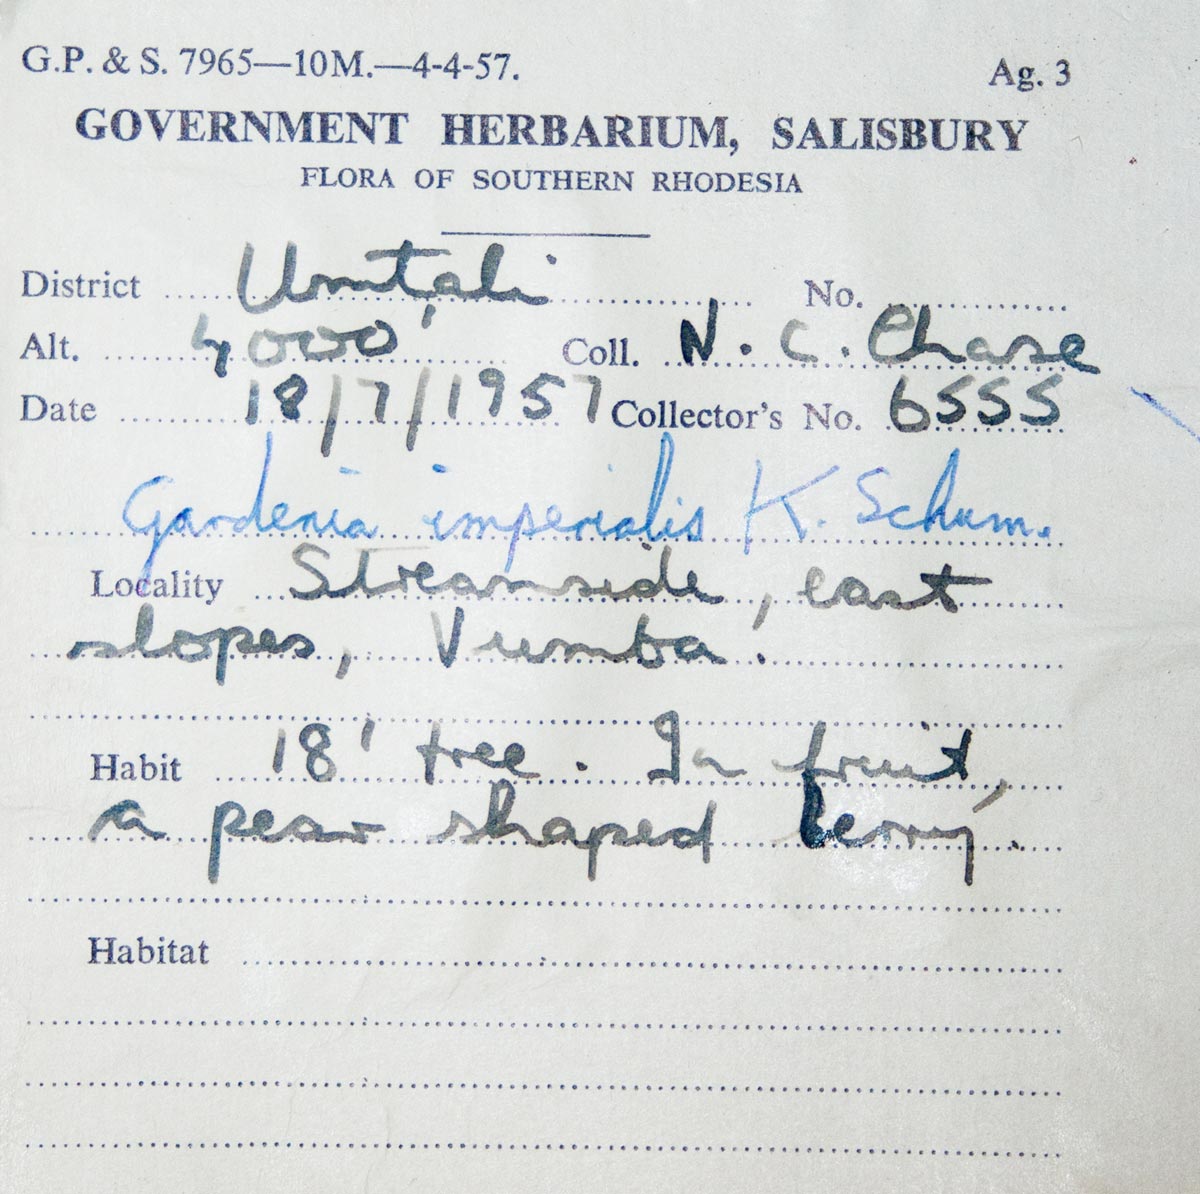 G.P. & S. 7965—10M.—4-4-57. Ag. 3
GOVERNMENT HERBARIUM, SALISBURY
FLORA OF SOUTHERN RHODESIA
District Umtali No.
Alt. 4000' Coll. N. C. Chase
Date 18/7/1957 Collector's No. 6555
Gardenia imperialis K. Schum.
Locality Streamside, east
slopes, Vumba.
Habit 18' tree. In fruit,
a pear shaped berry.
Habitat